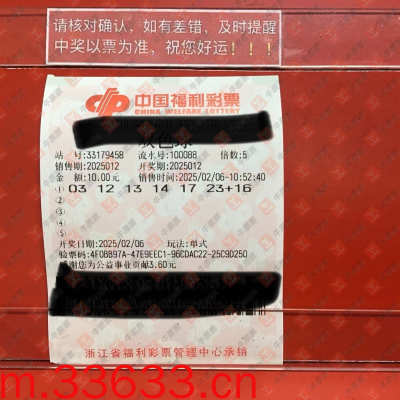 请核对确认,如有差错、及时提醒
中奖以票为准,祝您好运!!!
中国福利彩票
CHINA WELFARE LOTTERY
双色球
站 号:33179458 流水号:100088 倍数:5
销售期:2025012 开奖期:2025012
金 额:10.00元 销售时间:2025/02/06-10:52:40
① 03 12 13 14 17 23+16
②
③
④
⑤
开奖日期:2025/02/06 玩法:单式
验票码:4F08B97A-47E9EEC1-96CDAC22-25C9D250
感谢您为公益事业贡献3.60元
浙江省福利彩票管理中心承销
m.33633.cn